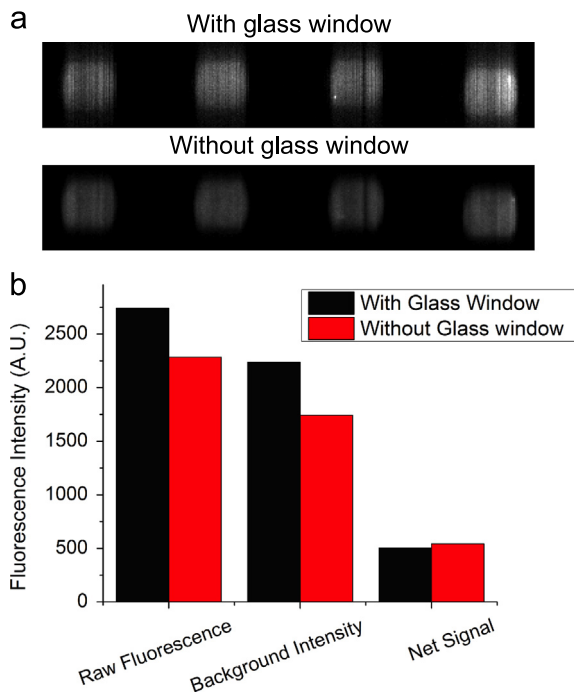 a
With glass window
Without glass window
b
With Glass Window
Without Glass window
Fluorescence Intensity (A.U.)
2500
2000
1500
1000
500
0
Raw Fluorescence
Background Intensity
Net Signal